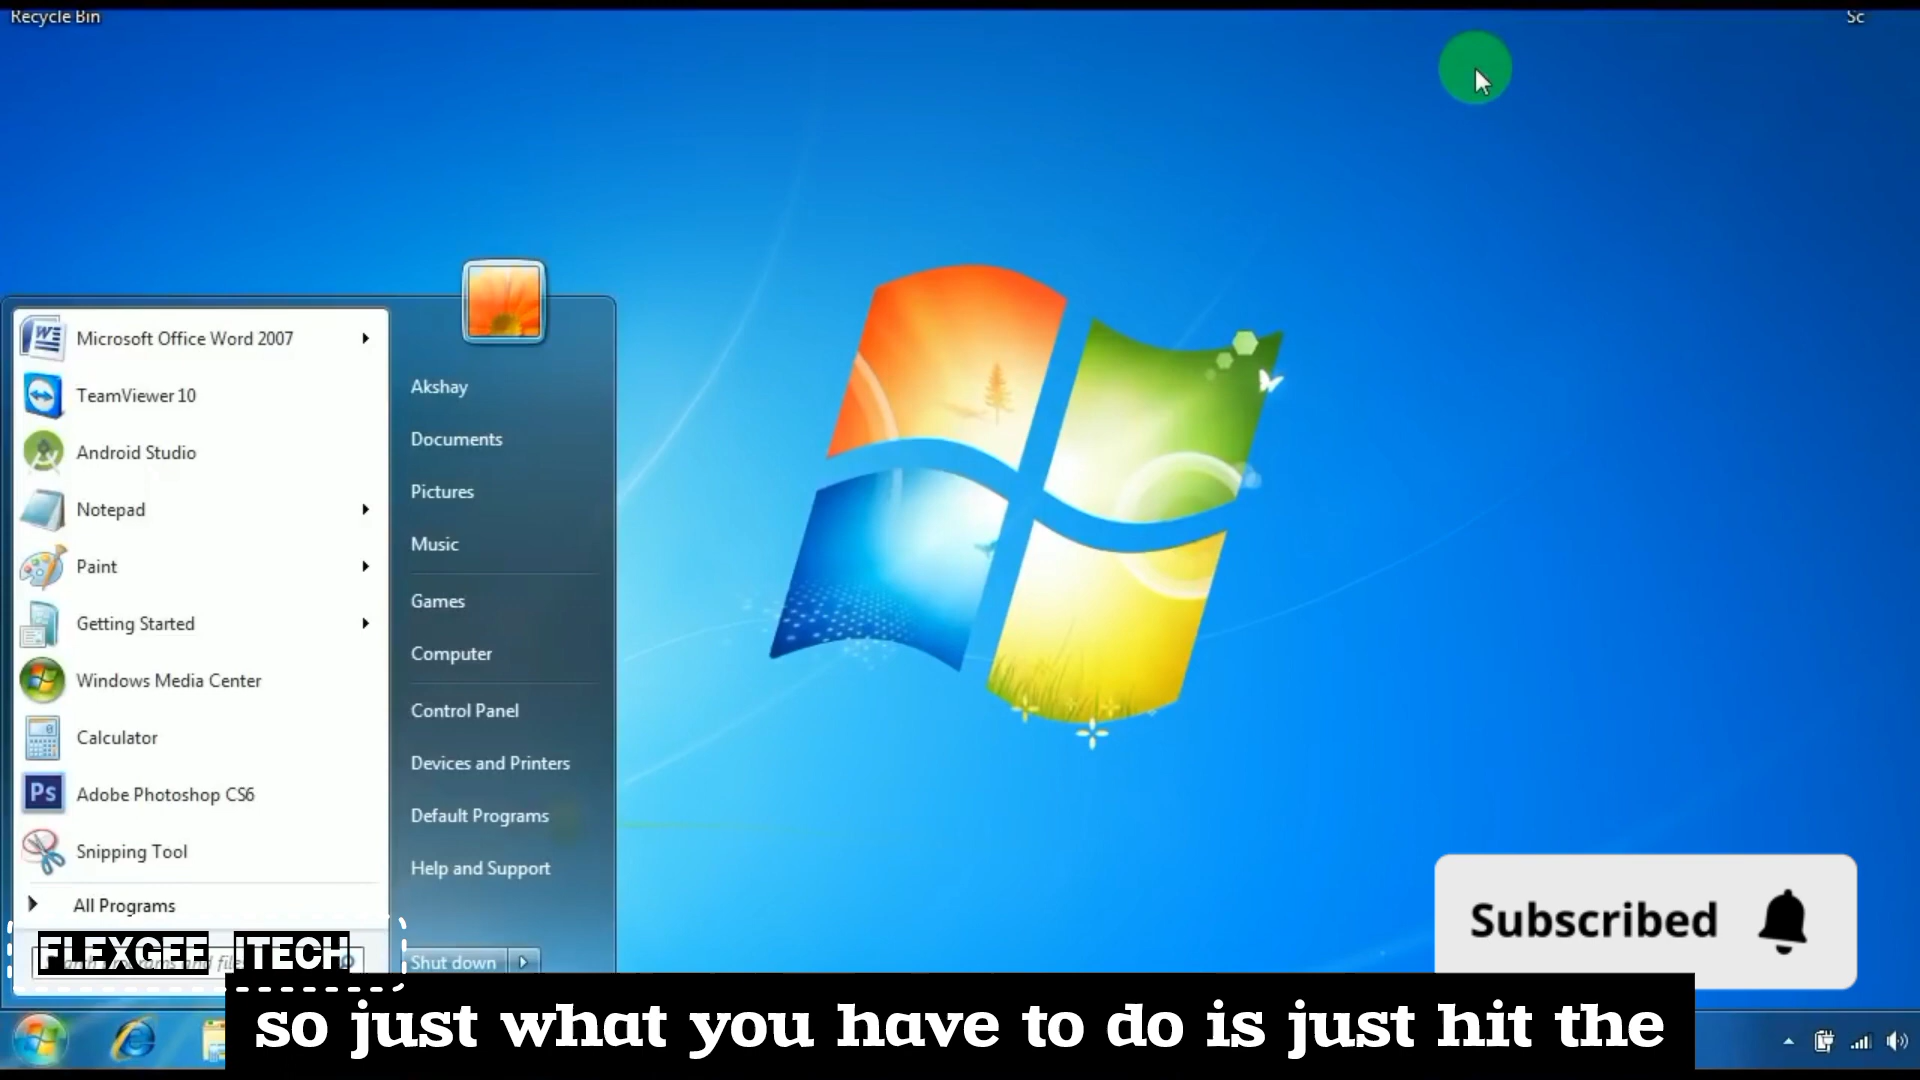 Recycle Bin
Sc
Microsoft Office Word 2007
TeamViewer 10
Android Studio
Notepad
Paint
Getting Started
Windows Media Center
Calculator
Ps Adobe Photoshop CS6
Snipping Tool
All Programs
Akshay
Documents
Pictures
Music
Games
Computer
Control Panel
Devices and Printers
Default Programs
Help and Support
Shut down
FLEXGEE ITECH
Subscribed
so just what you have to do is just hit the